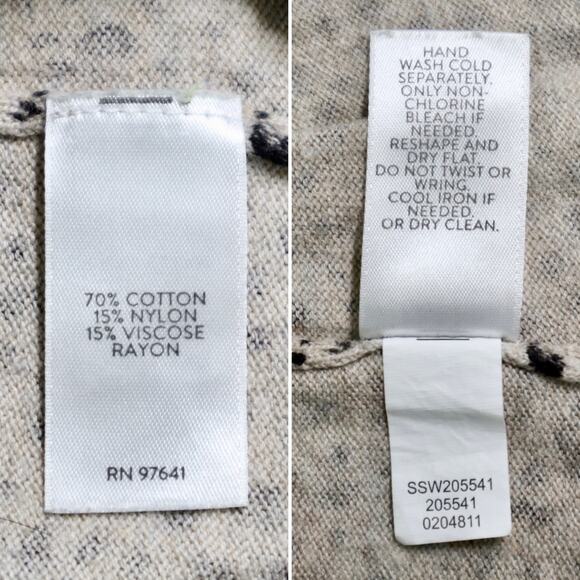 70% COTTON
15% NYLON
15% VISCOSE
RAYON
RN 97641
HAND
WASH COLD
SEPARATELY.
ONLY NON-
CHLORINE
BLEACH IF
NEEDED.
RESHAPE AND
DRY FLAT.
DO NOT TWIST OR
WRING.
COOL IRON IF
NEEDED.
OR DRY CLEAN.
SSW205541
205541
0204811